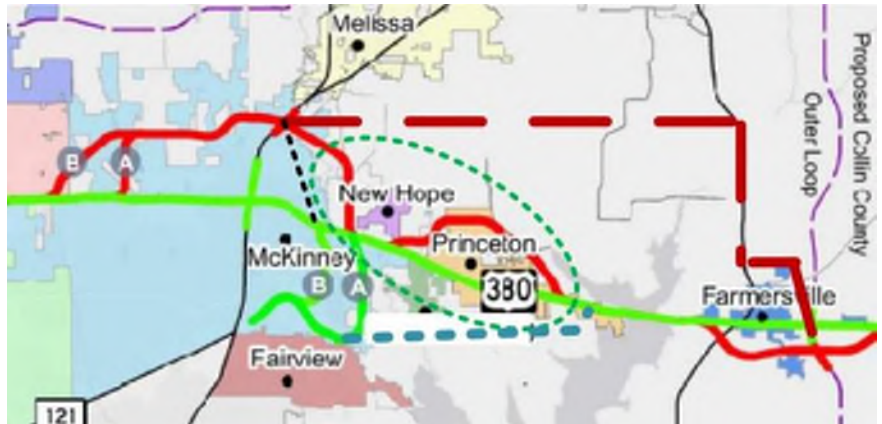 Melissa
Proposed Collin County
Outer Loop
B
A
New Hope
Princeton
McKinney
B
A
380
Farmersville
Fairview
121